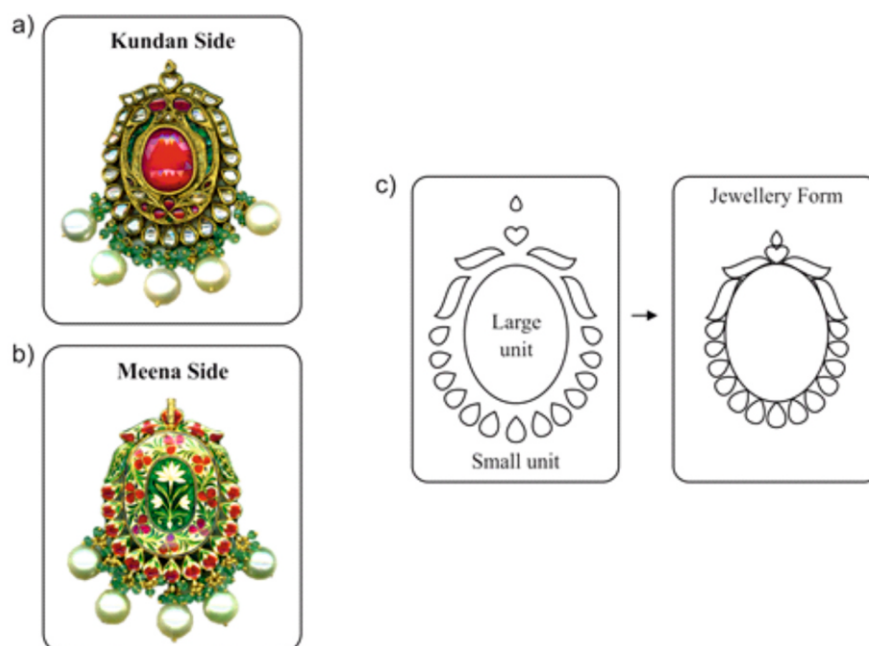 a)
Kundan Side
b)
Meena Side
c)
Large
unit
Small unit
Jewellery Form